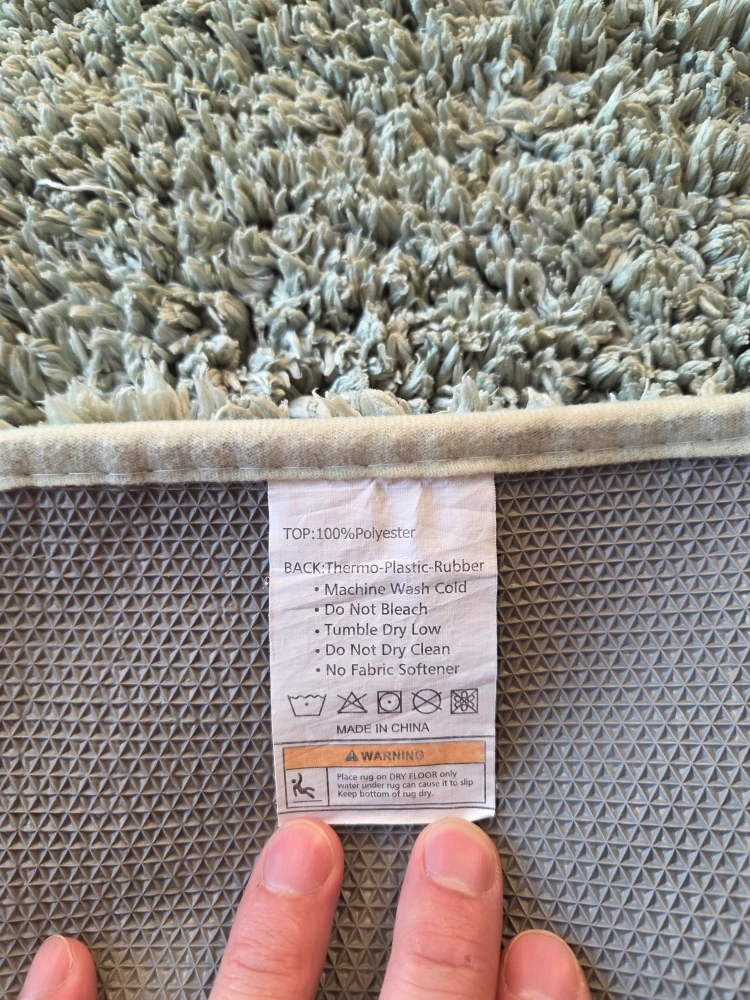 TOP:100%Polyester
BACK:Thermo-Plastic-Rubber
• Machine Wash Cold
• Do Not Bleach
• Tumble Dry Low
• Do Not Dry Clean
• No Fabric Softener
MADE IN CHINA
WARNING
Place rug on DRY FLOOR only
water under rug can cause it to slip
Keep bottom of rug dry.